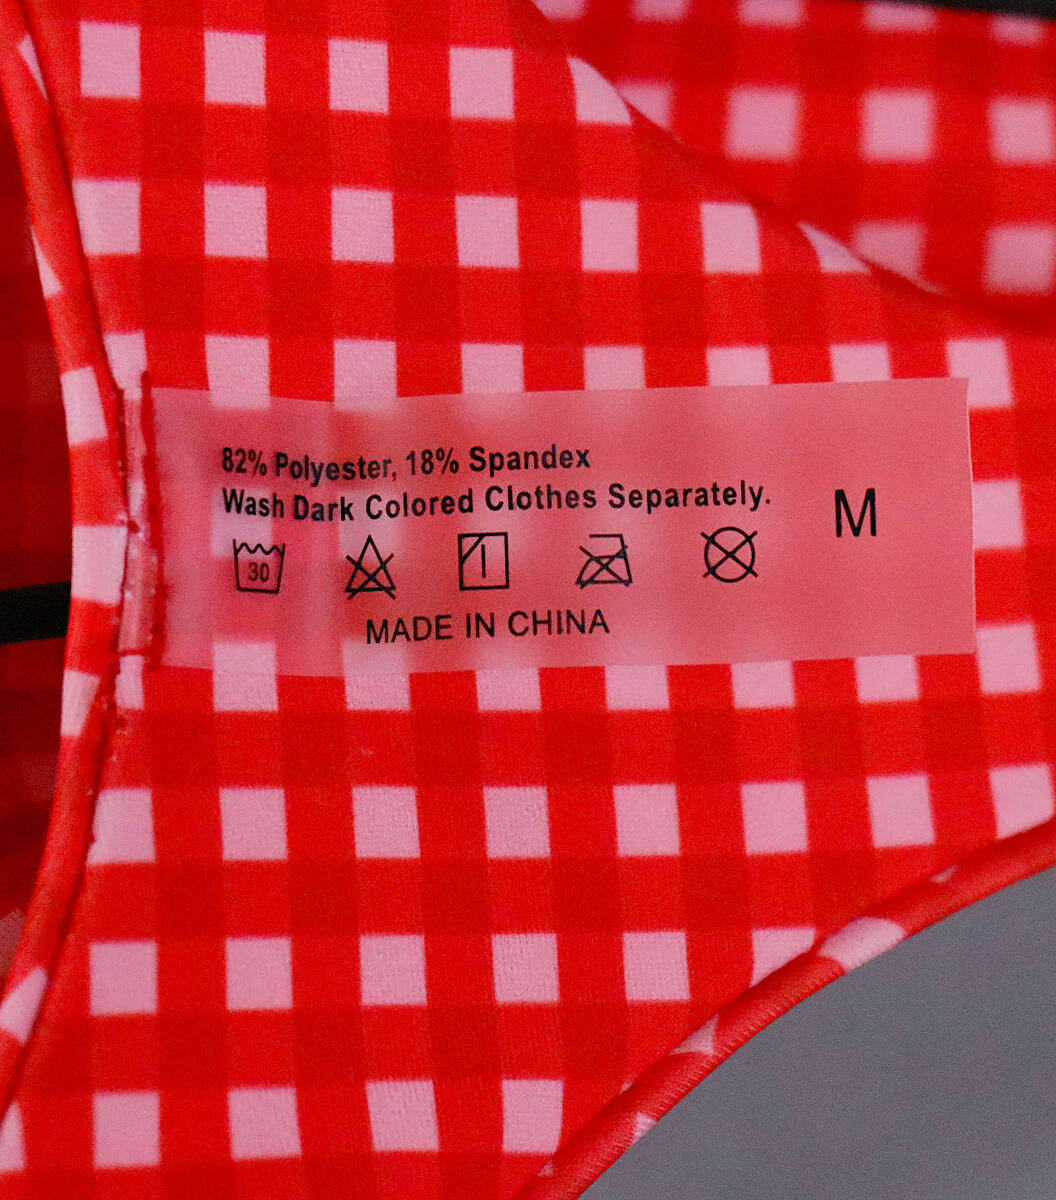 82% Polyester, 18% Spandex
Wash Dark Colored Clothes Separately.
M
30
MADE IN CHINA